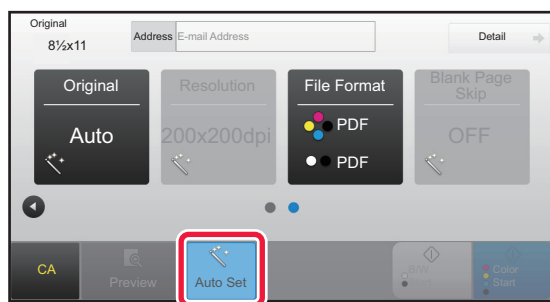 Original
8½x11
Address
E-mail Address
Detail
Original
Auto
Resolution
200x200dpi
File Format
PDF
PDF
Blank Page
Skip
OFF
CA
Preview
Auto Set
B/W
Start
Color
Start